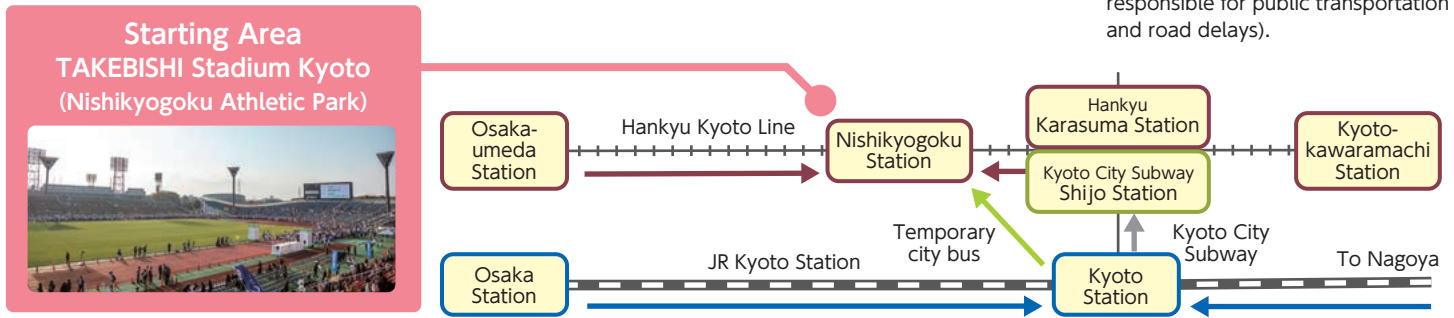 responsible for public transportation
and road delays).
Starting Area
TAKEBISHI Stadium Kyoto
(Nishikyogoku Athletic Park)
Osaka-
umeda
Station
Hankyu Kyoto Line
Nishikyogoku
Station
Hankyu
Karasuma Station
Kyoto City Subway
Shijo Station
Kyoto-
kawaramachi
Station
Temporary
city bus
Kyoto City
Subway
Osaka
Station
JR Kyoto Station
Kyoto
Station
To Nagoya